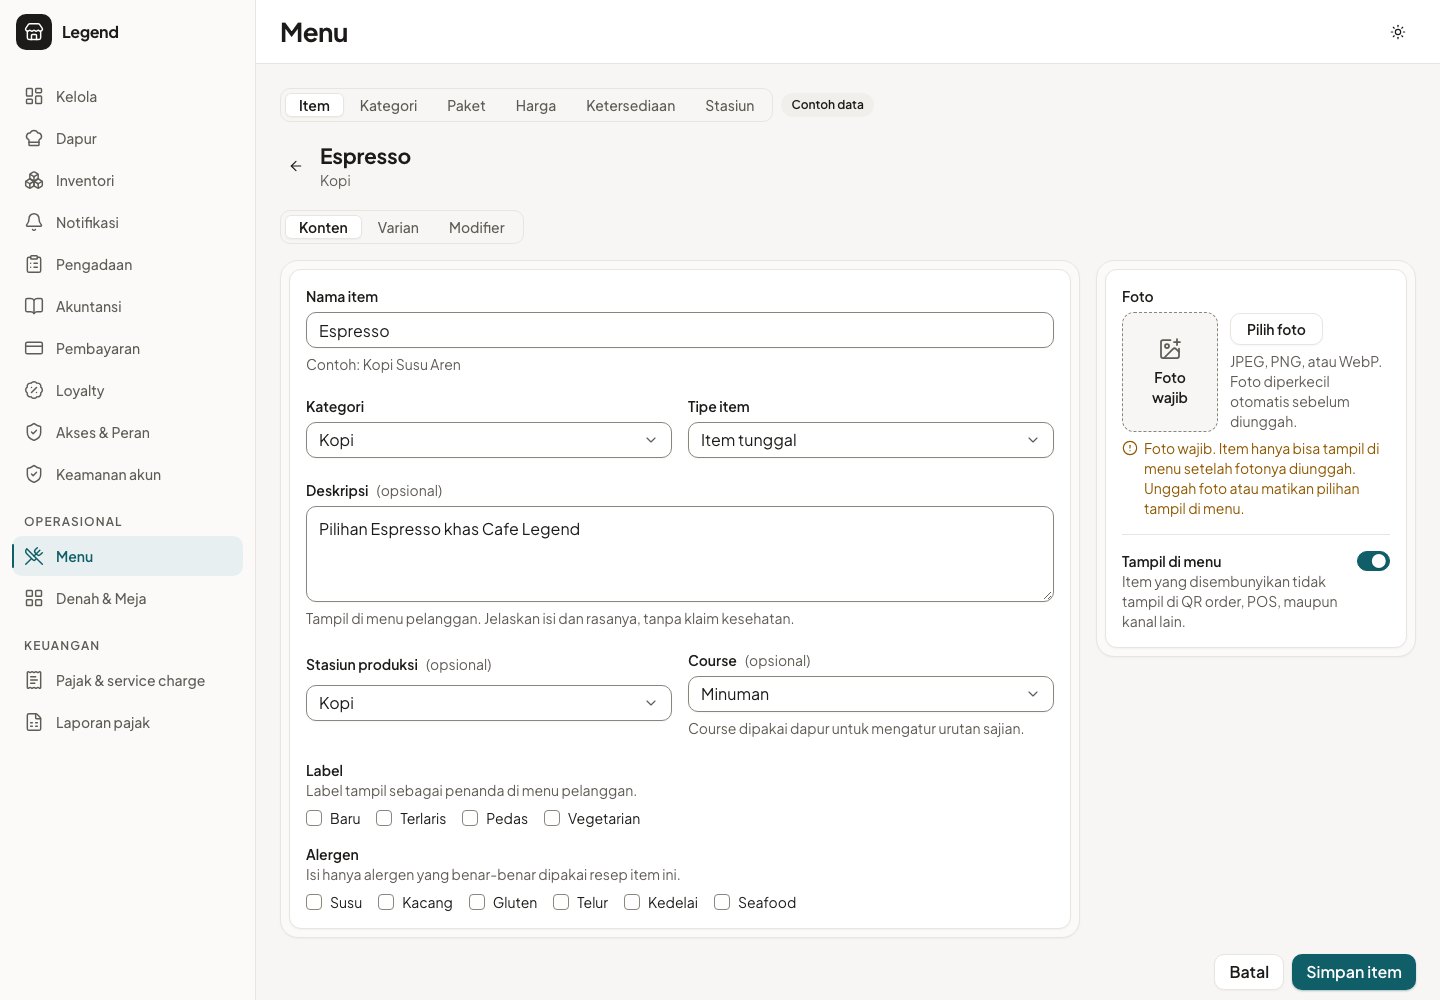 Legend
Kelola
Dapur
Inventori
Notifikasi
Pengadaan
Akuntansi
Pembayaran
Loyalty
Akses & Peran
Keamanan akun
OPERASIONAL
Menu
Denah & Meja
KEUANGAN
Pajak & service charge
Laporan pajak
Menu
Item Kategori Paket Harga Ketersediaan Stasiun Contoh data
Espresso
Kopi
Konten Varian Modifier
Nama item
Espresso
Contoh: Kopi Susu Aren
Kategori Tipe item
Kopi Item tunggal
Deskripsi (opsional)
Pilihan Espresso khas Cafe Legend
Tampil di menu pelanggan. Jelaskan isi dan rasanya, tanpa klaim kesehatan.
Stasiun produksi (opsional) Course (opsional)
Kopi Minuman
Course dipakai dapur untuk mengatur urutan sajian.
Label
Label tampil sebagai penanda di menu pelanggan.
Baru Terlaris Pedas Vegetarian
Alergen
Isi hanya alergen yang benar-benar dipakai resep item ini.
Susu Kacang Gluten Telur Kedelai Seafood
Foto
Foto
wajib
Pilih foto
JPEG, PNG, atau WebP.
Foto diperkecil
otomatis sebelum
diunggah.
Foto wajib. Item hanya bisa tampil di
menu setelah fotonya diunggah.
Unggah foto atau matikan pilihan
tampil di menu.
Tampil di menu
Item yang disembunyikan tidak
tampil di QR order, POS, maupun
kanal lain.
Batal Simpan item